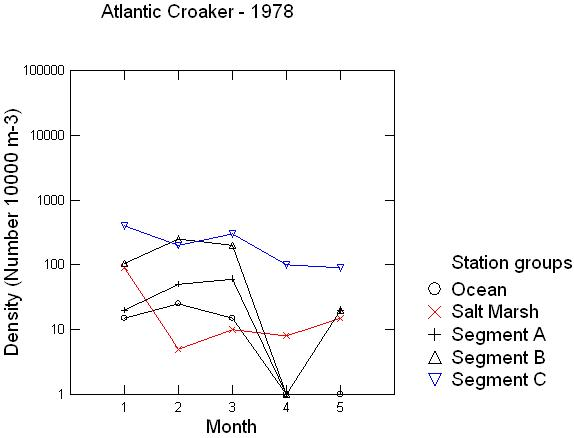 Atlantic Croaker - 1978
Density (Number 10000 m-3)
100000
10000
1000
100
10
1
1 2 3 4 5
Month
Station groups
Ocean
Salt Marsh
Segment A
Segment B
Segment C